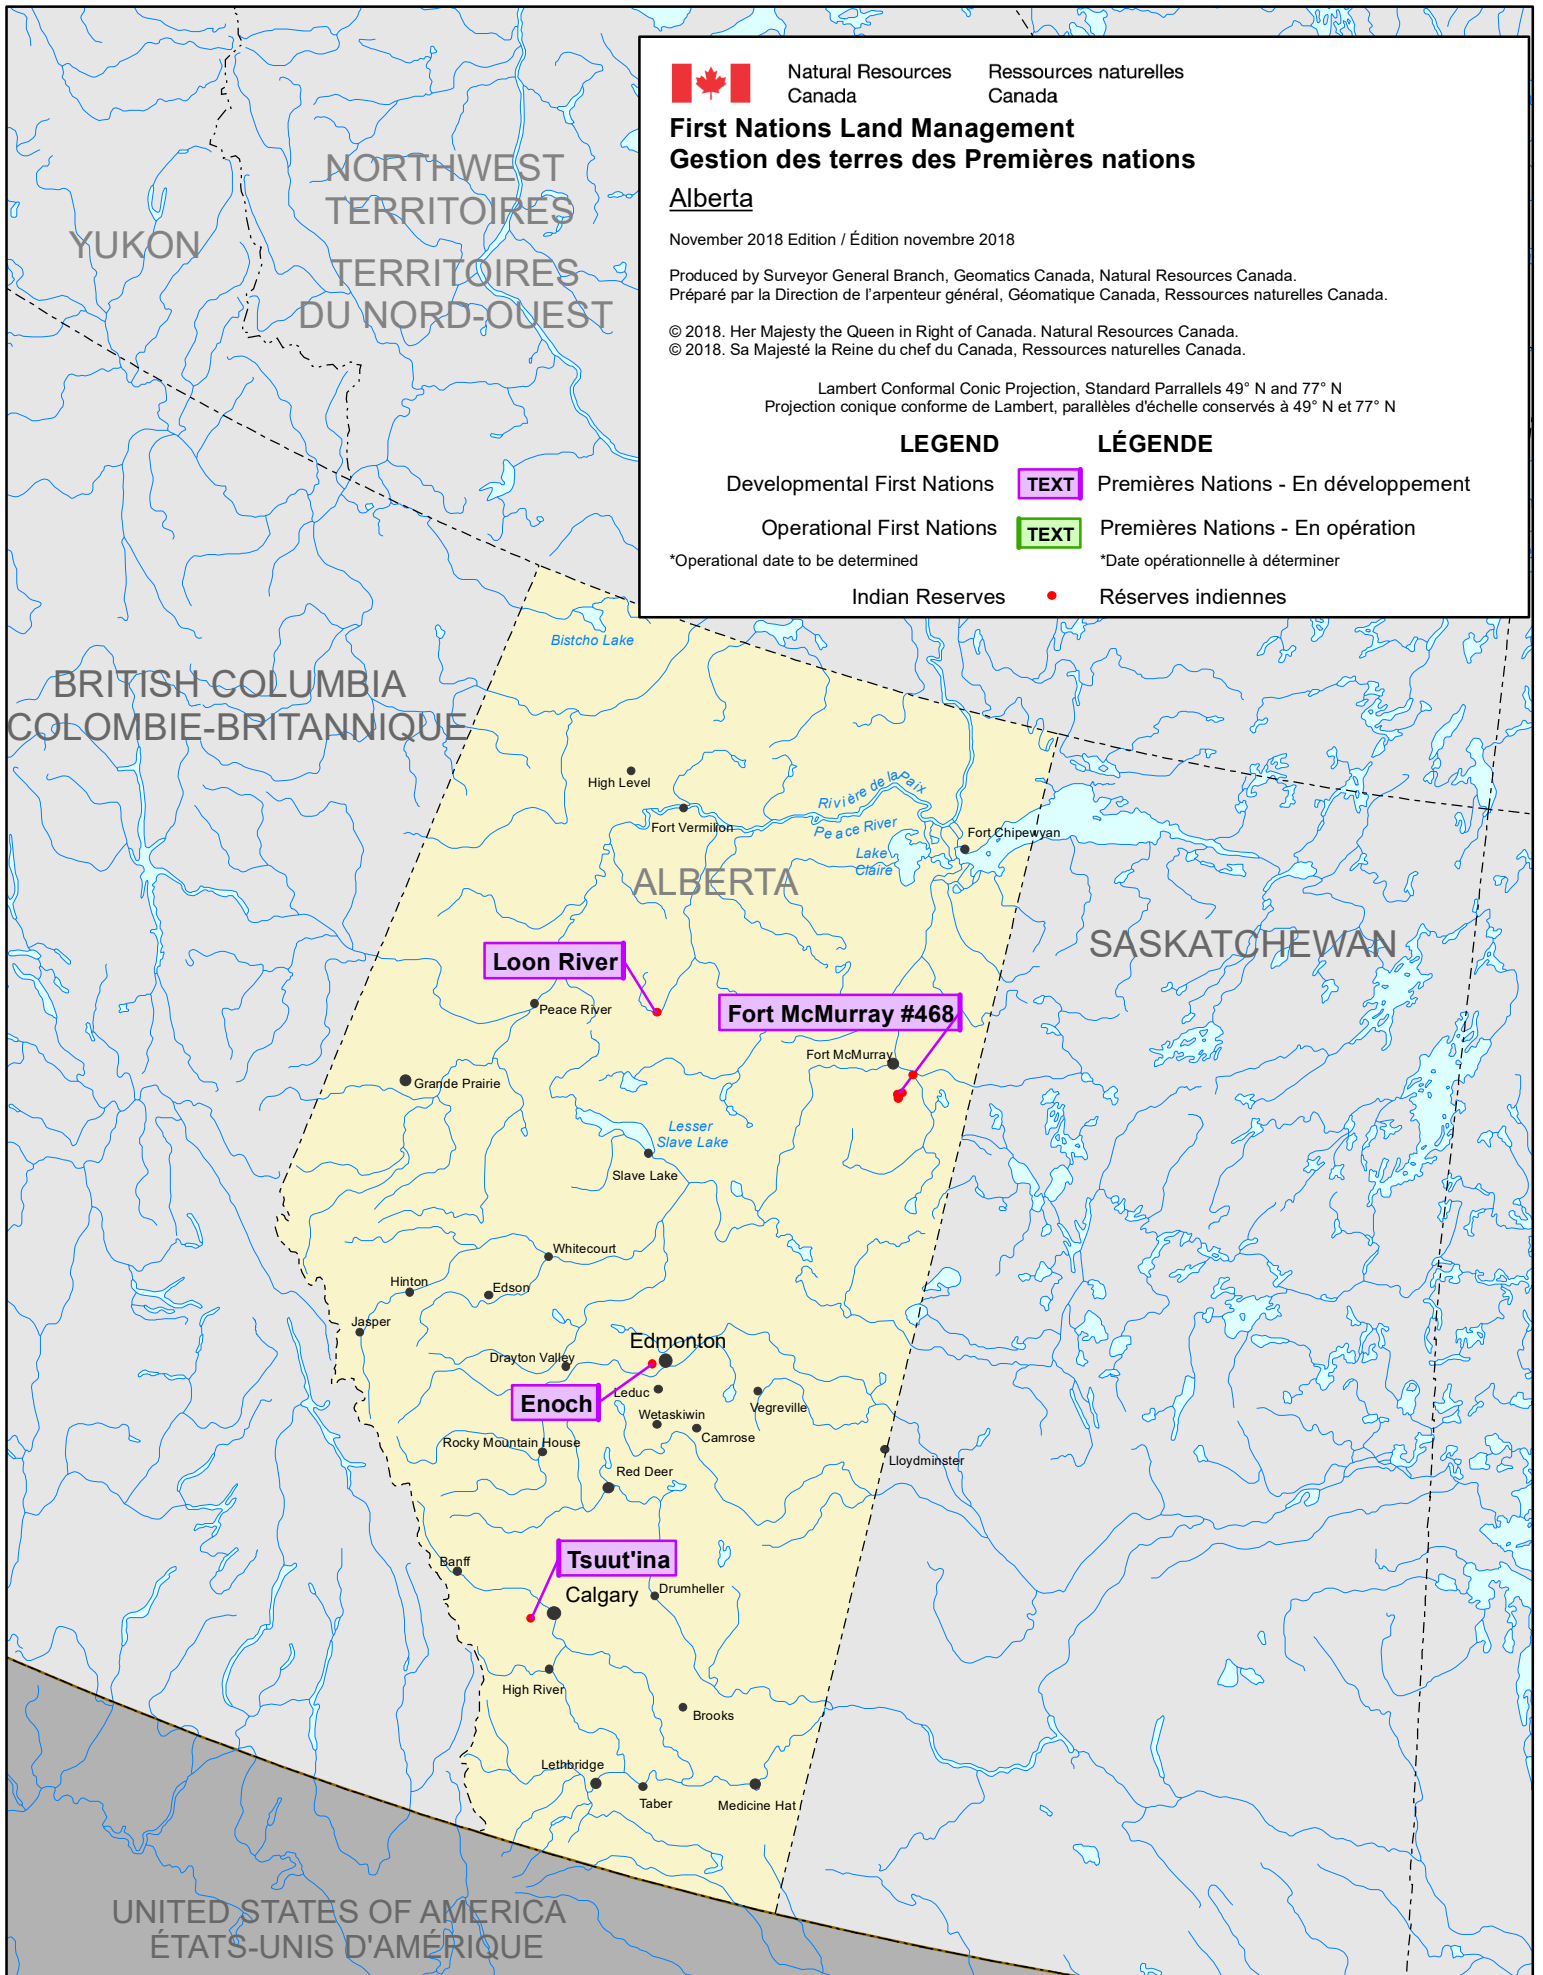 Natural Resources
Canada
Ressources naturelles
Canada
First Nations Land Management
Gestion des terres des Premières nations
Alberta
November 2018 Edition / Édition novembre 2018
Produced by Surveyor General Branch, Geomatics Canada, Natural Resources Canada.
Préparé par la Direction de l'arpenteur général, Géomatique Canada, Ressources naturelles Canada.
© 2018. Her Majesty the Queen in Right of Canada. Natural Resources Canada.
© 2018. Sa Majesté la Reine du chef du Canada, Ressources naturelles Canada.
Lambert Conformal Conic Projection, Standard Parrallels 49° N and 77° N
Projection conique conforme de Lambert, parallèles d'échelle conservés à 49° N et 77° N
LEGEND LÉGENDE
Developmental First Nations TEXT Premières Nations - En développement
Operational First Nations TEXT Premières Nations - En opération
*Operational date to be determined *Date opérationnelle à déterminer
Indian Reserves Réserves indiennes
NORTHWEST
TERRITOIRES
YUKON
TERRITOIRES
DU NORD-OUEST
Bistcho Lake
BRITISH COLUMBIA
COLOMBIE-BRITANNIQUE
High Level
Rivière de la Paix
Fort Vermilion
Peace River
Fort Chipewyan
Lake
Claire
ALBERTA
SASKATCHEWAN
Loon River
Peace River
Fort McMurray #468
Fort McMurray
Grande Prairie
Lesser
Slave Lake
Slave Lake
Whitecourt
Hinton
Edson
Jasper
Edmonton
Drayton Valley
Leduc
Enoch
Vegreville
Wetaskiwin
Camrose
Rocky Mountain House
Lloydminster
Red Deer
Tsuut'ina
Banff
Calgary
Drumheller
High River
Brooks
Lethbridge
Taber
Medicine Hat
UNITED STATES OF AMERICA
ÉTATS-UNIS D'AMÉRIQUE